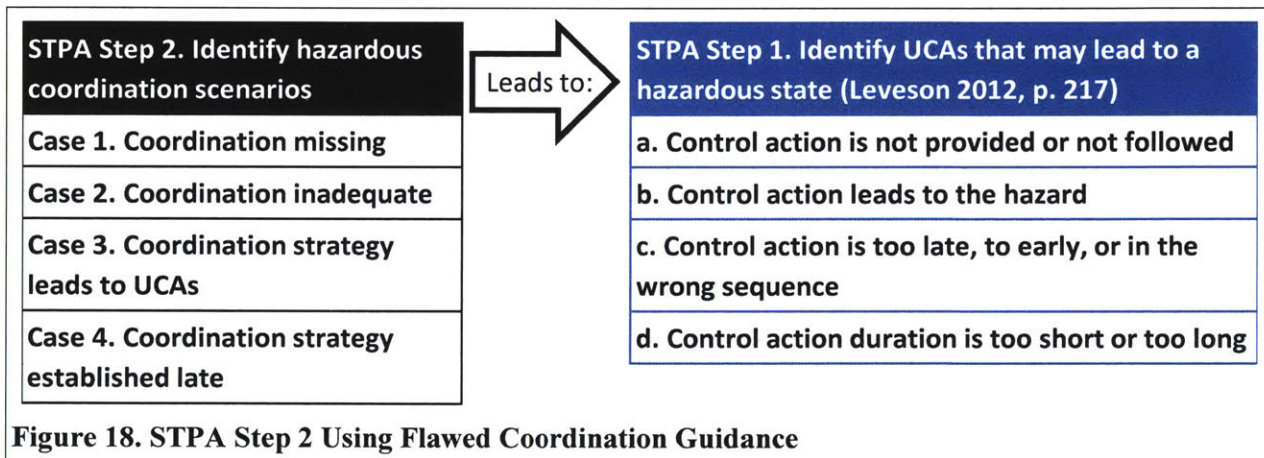 STPA Step 2. Identify hazardous
coordination scenarios
Case 1. Coordination missing
Case 2. Coordination inadequate
Case 3. Coordination strategy
leads to UCAs
Case 4. Coordination strategy
established late
Leads to:
STPA Step 1. Identify UCAs that may lead to a
hazardous state (Leveson 2012, p. 217)
a. Control action is not provided or not followed
b. Control action leads to the hazard
c. Control action is too late, to early, or in the
wrong sequence
d. Control action duration is too short or too long
Figure 18. STPA Step 2 Using Flawed Coordination Guidance